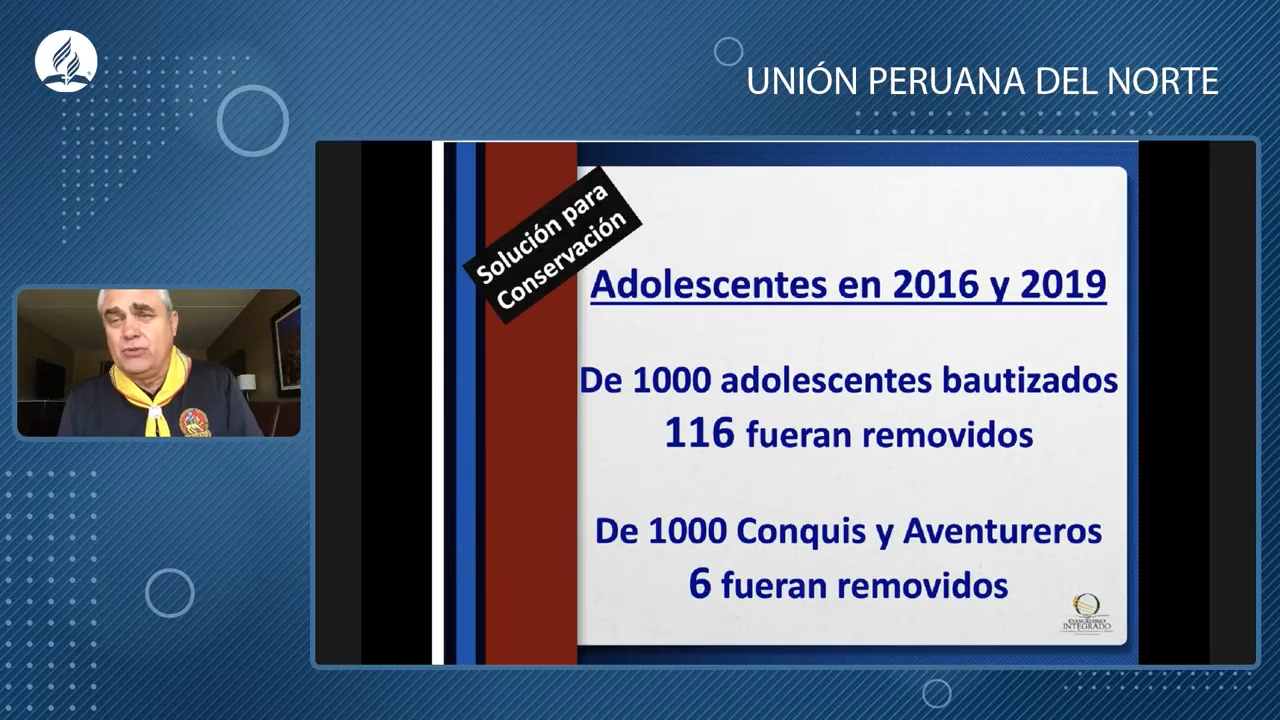 UNIÓN PERUANA DEL NORTE
Solución para
Conservación
Adolescentes en 2016 y 2019
De 1000 adolescentes bautizados
116 fueran removidos
De 1000 Conquis y Aventureros
6 fueran removidos
EVANGELISMO
INTEGRADO